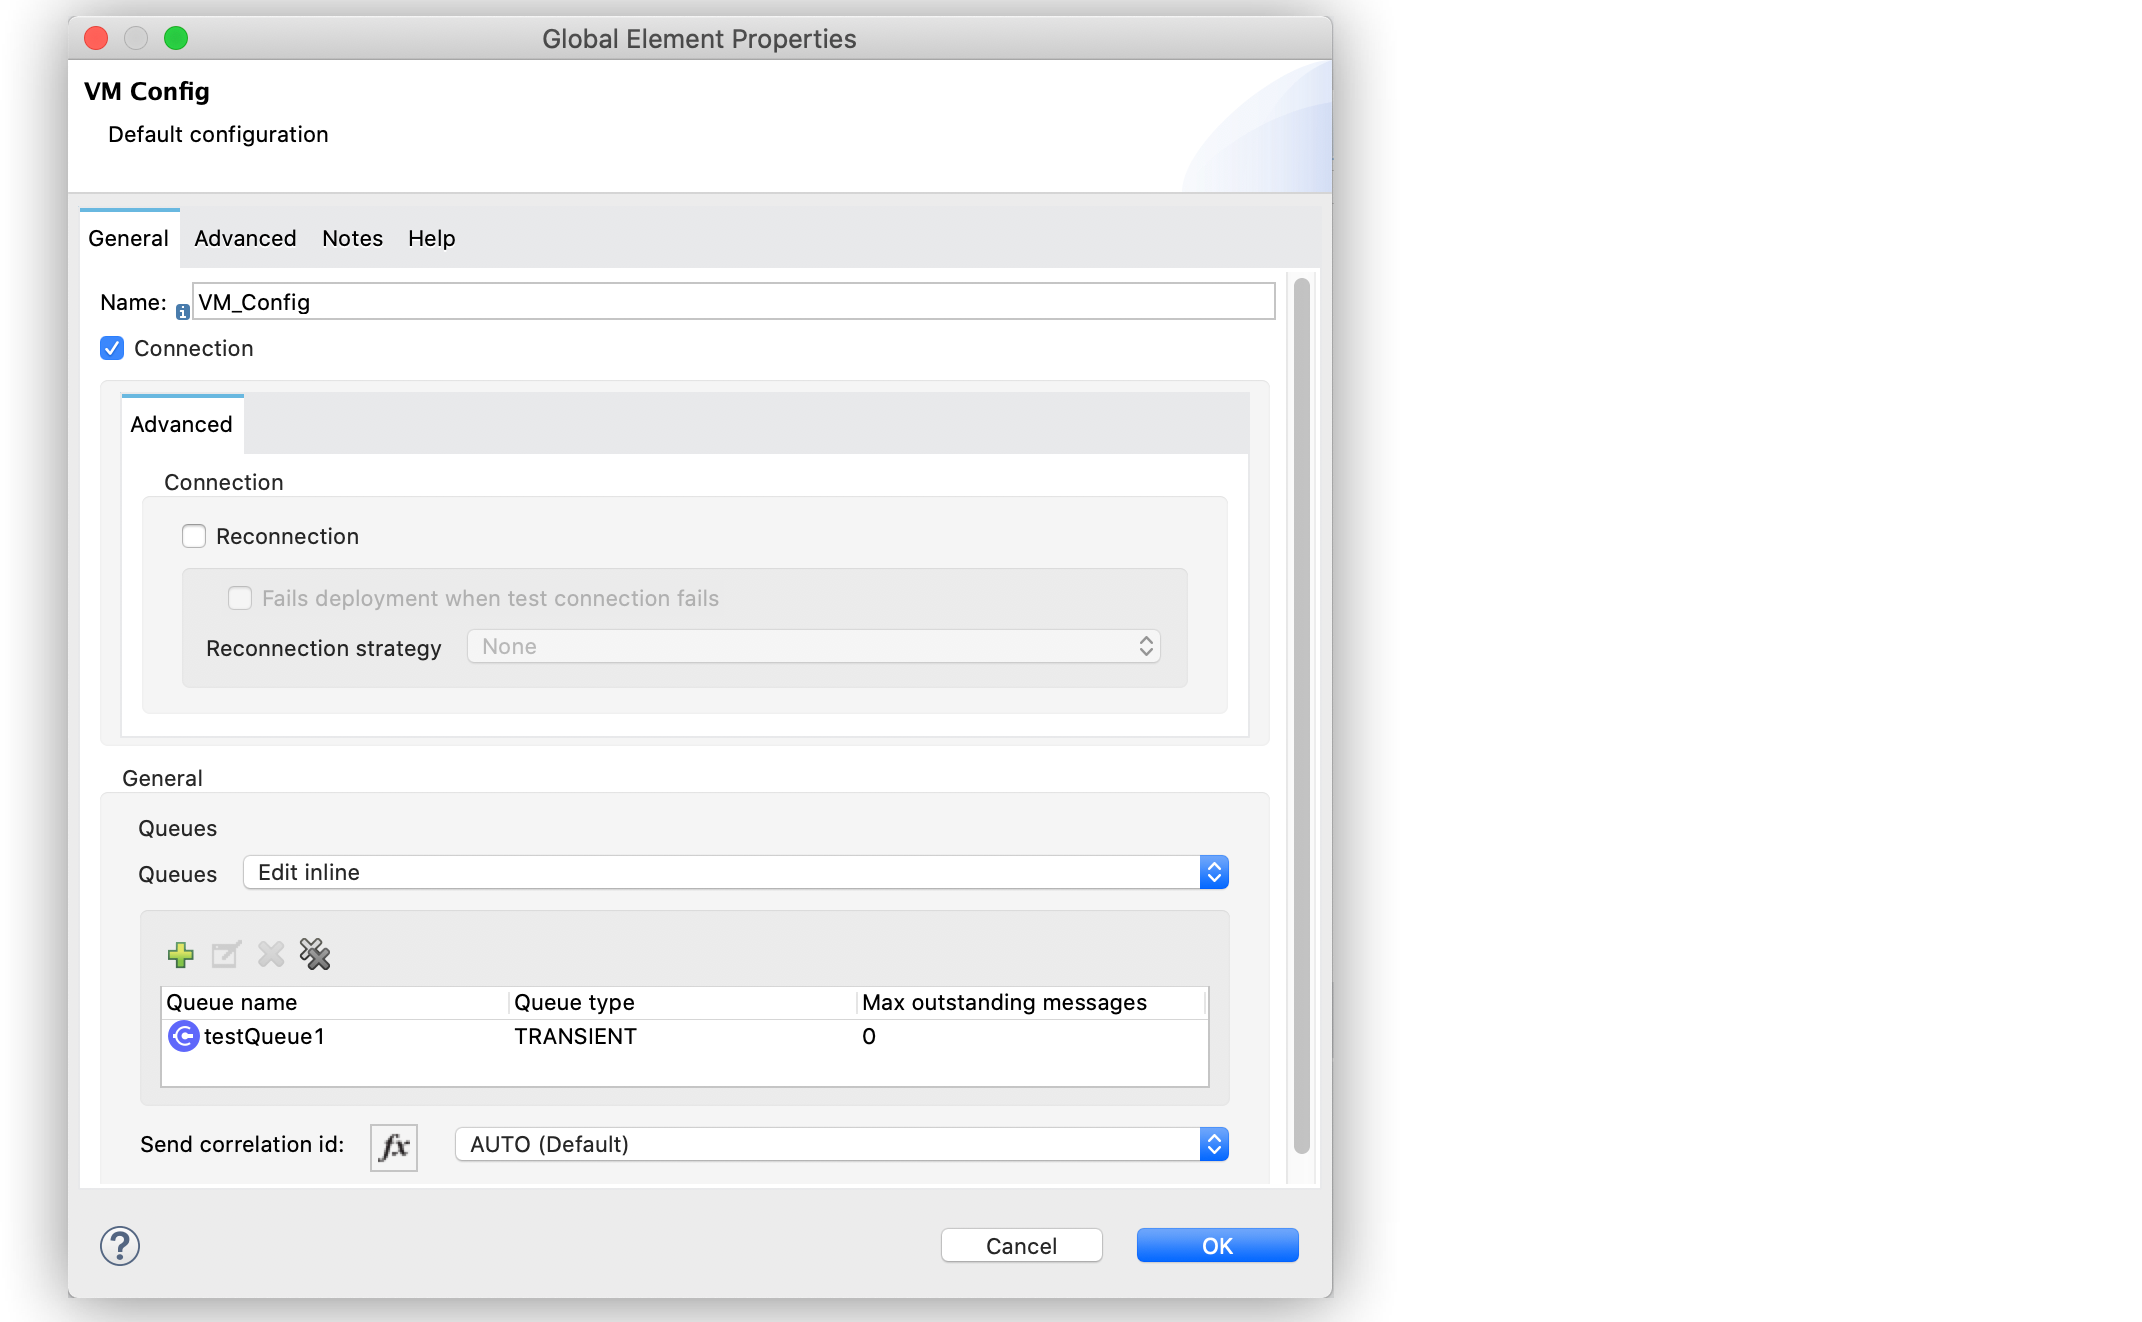 Global Element Properties
VM Config
Default configuration
General Advanced Notes Help
Name: VM_Config
Connection
Advanced
Connection
Reconnection
Fails deployment when test connection fails
Reconnection strategy None
General
Queues
Queues Edit inline
Queue name Queue type Max outstanding messages
testQueue1 TRANSIENT 0
Send correlation id: fx AUTO (Default)
? Cancel OK